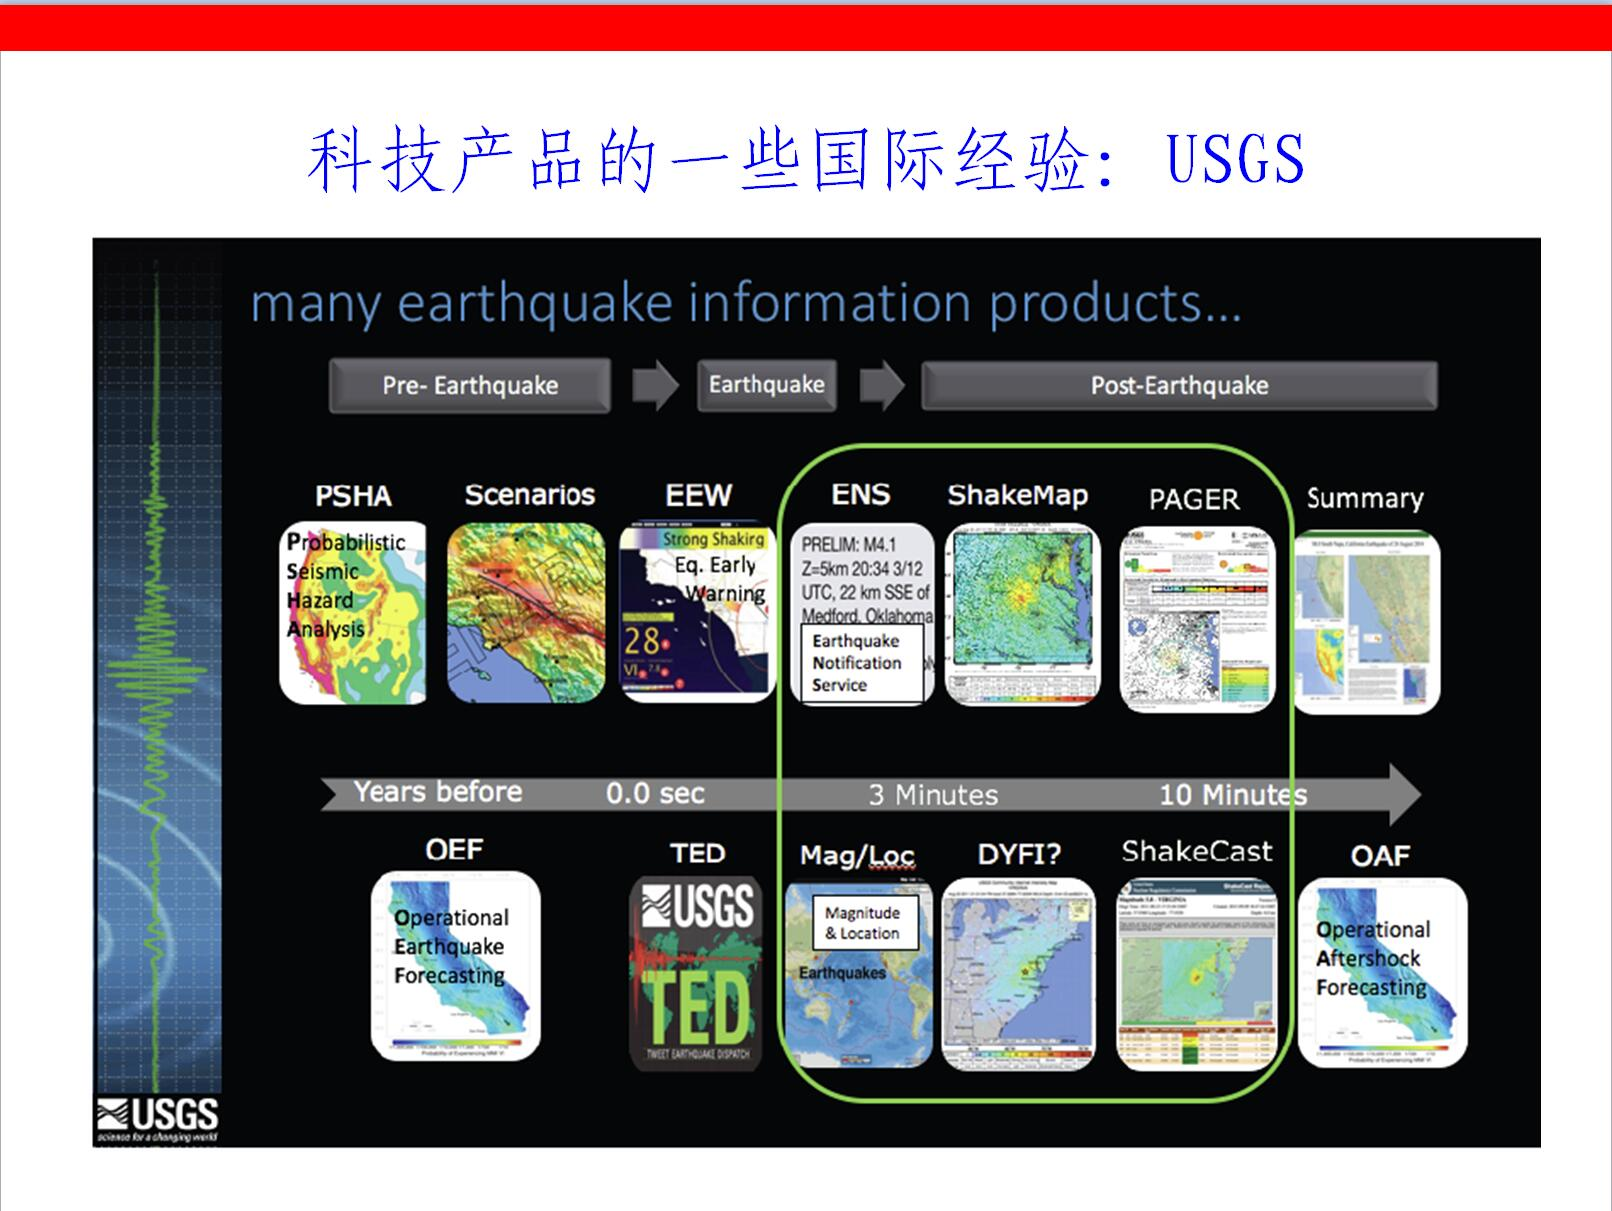 科技产品的一些国际经验：USGS
many earthquake information products...
Pre- Earthquake
Earthquake
Post-Earthquake
PSHA
Scenarios
EEW
ENS
ShakeMap
PAGER
Summary
Probabilistic
Seismic
Hazard
Analysis
Strong Shaking
Eq. Early
Warning
28
VI
7.8
PRELIM: M4.1
Z=5km 20:34 3/12
UTC, 22 km SSE of
Medford, Oklahoma
Earthquake
Notification
Service
Years before
0.0 sec
3 Minutes
10 Minutes
OEF
TED
Mag/Loc
DYFI?
ShakeCast
OAF
Operational
Earthquake
Forecasting
USGS
TED
TWEET EARTHQUAKE DISPATCH
Magnitude
& Location
Earthquakes
Operational
Aftershock
Forecasting
USGS
science for a changing world